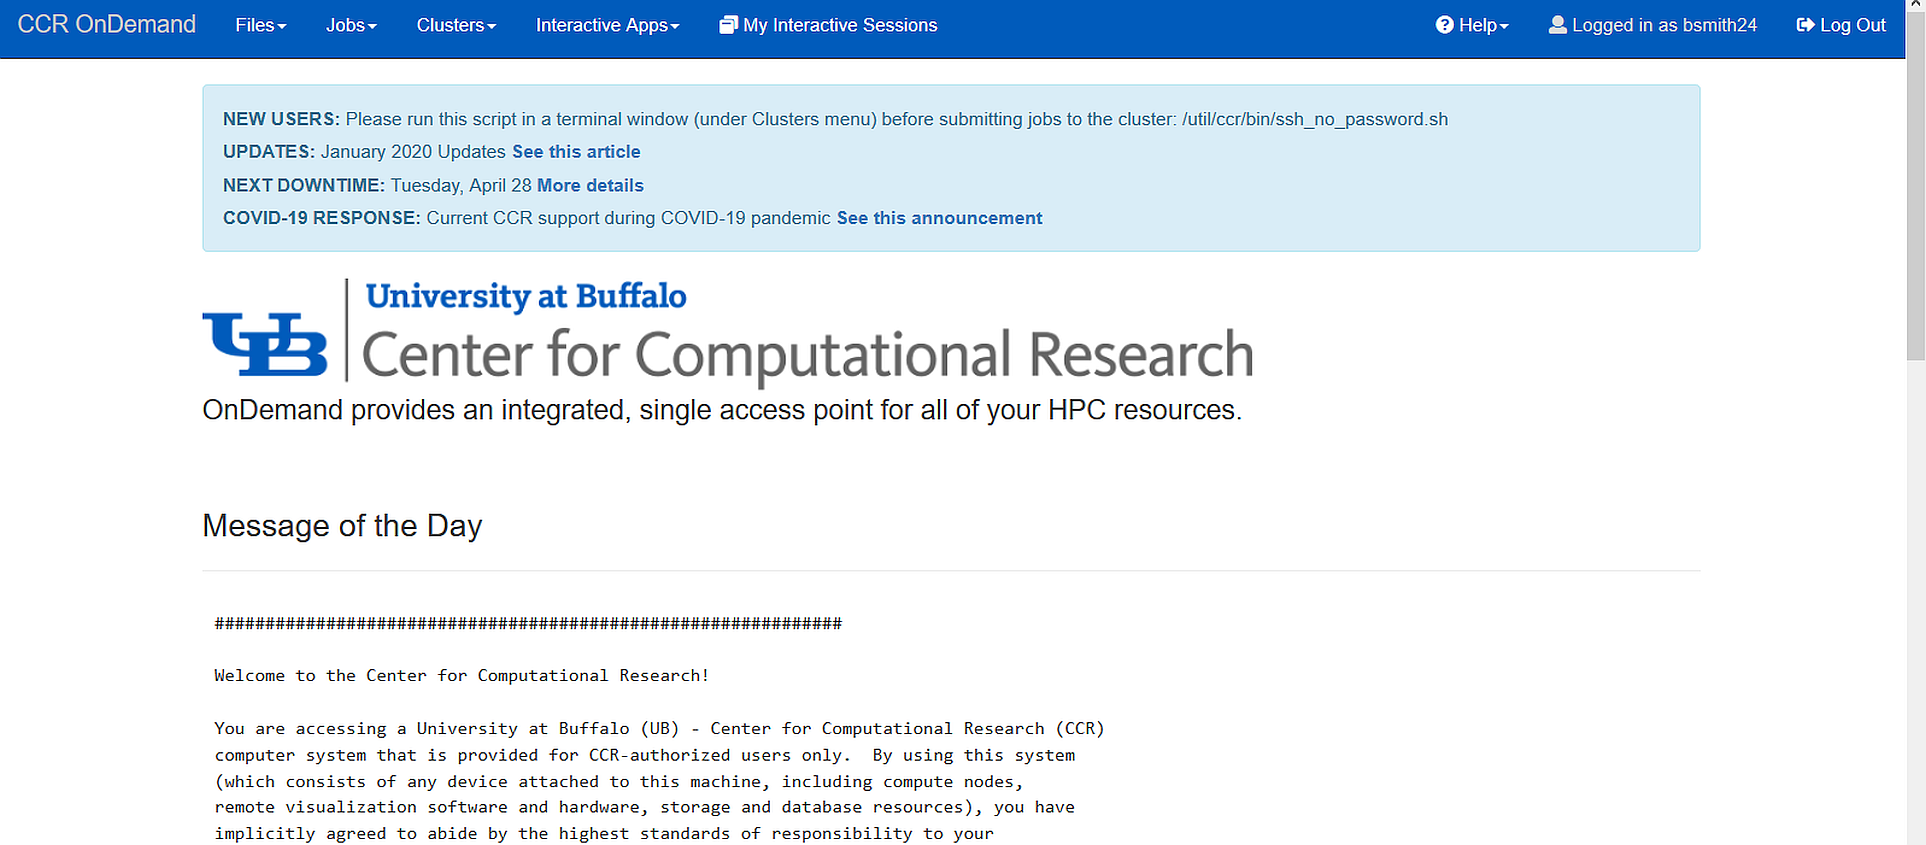 CCR OnDemand Files Jobs Clusters Interactive Apps My Interactive Sessions Help Logged in as bsmith24 Log Out
NEW USERS: Please run this script in a terminal window (under Clusters menu) before submitting jobs to the cluster: /util/ccr/bin/ssh_no_password.sh
UPDATES: January 2020 Updates See this article
NEXT DOWNTIME: Tuesday, April 28 More details
COVID-19 RESPONSE: Current CCR support during COVID-19 pandemic See this announcement
UB University at Buffalo
Center for Computational Research
OnDemand provides an integrated, single access point for all of your HPC resources.
Message of the Day
##############################################################
Welcome to the Center for Computational Research!
You are accessing a University at Buffalo (UB) - Center for Computational Research (CCR)
computer system that is provided for CCR-authorized users only.  By using this system
(which consists of any device attached to this machine, including compute nodes,
remote visualization software and hardware, storage and database resources), you have
implicitly agreed to abide by the highest standards of responsibility to your